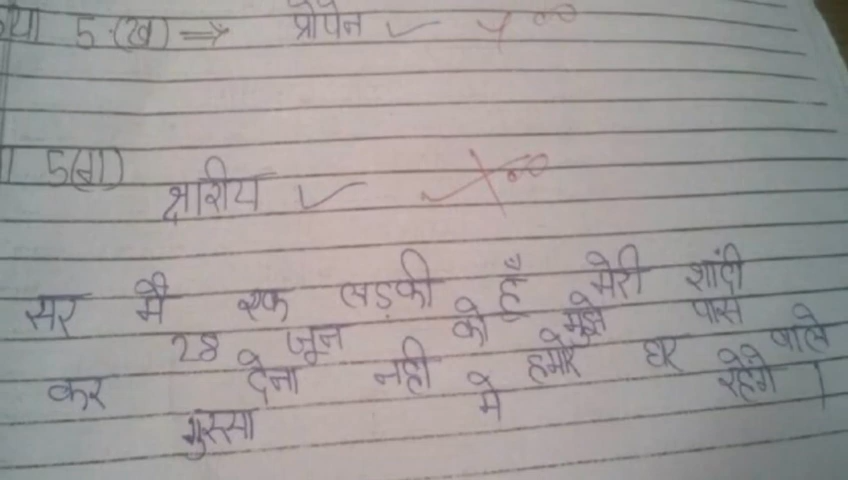 5.(ख) ⇒ प्रोपेन ✓
5(ग)
क्षारीय ✓
सर मैं एक लड़की हूँ मेरी शादी
28 जून को है मुझे पास
कर देना नही हमारे घर वाले
गुस्सा मे रहेगे।